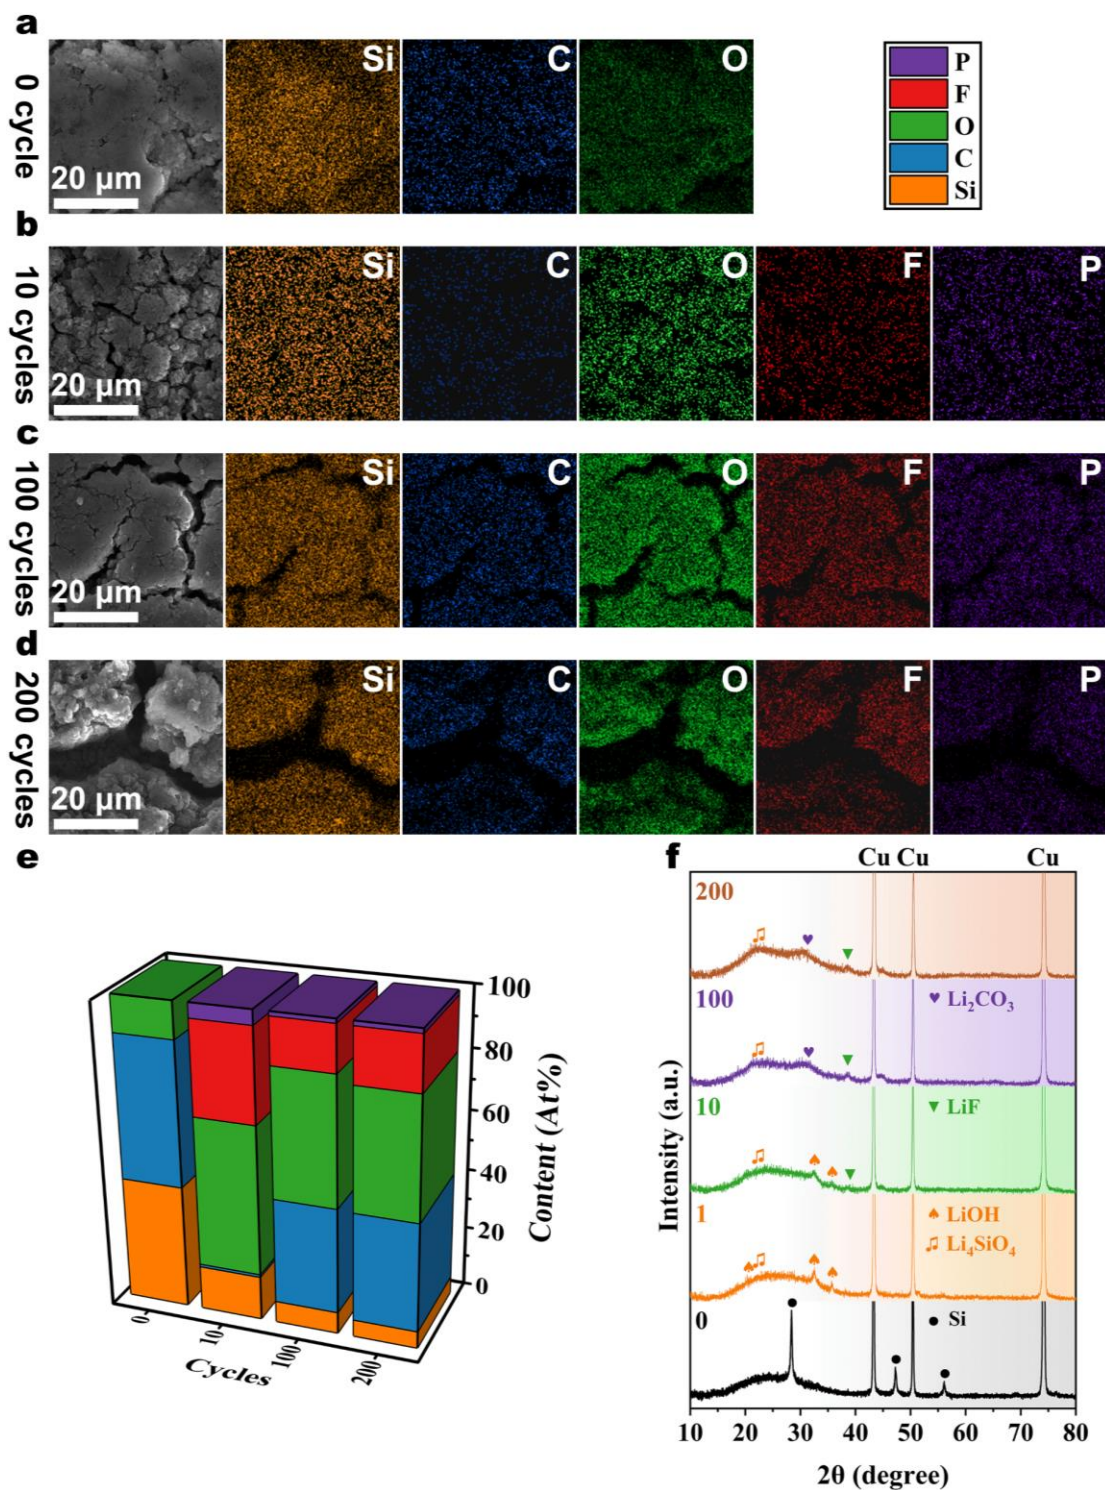 a
0 cycle
20 µm
Si
C
O
P
F
O
C
Si
b
10 cycles
20 µm
Si
C
O
F
P
c
100 cycles
20 µm
Si
C
O
F
P
d
200 cycles
20 µm
Si
C
O
F
P
e
100
80
60
40
20
0
Content (At%)
0
10
100
200
Cycles
f
Cu Cu Cu
200
100
♥ Li₂CO₃
10
▼ LiF
1
♠ LiOH
♫ Li₄SiO₄
0
● Si
Intensity (a.u.)
10 20 30 40 50 60 70 80
2θ (degree)